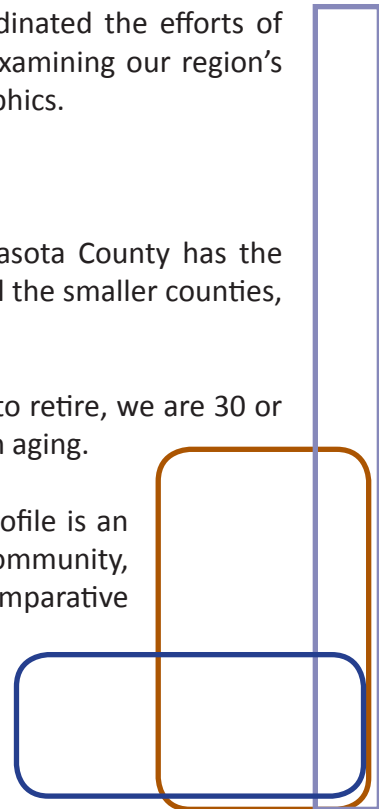 dinated the efforts of
xamining our region's
phics.
asota County has the
d the smaller counties,
to retire, we are 30 or
n aging.
ofile is an
ommunity,
mparative